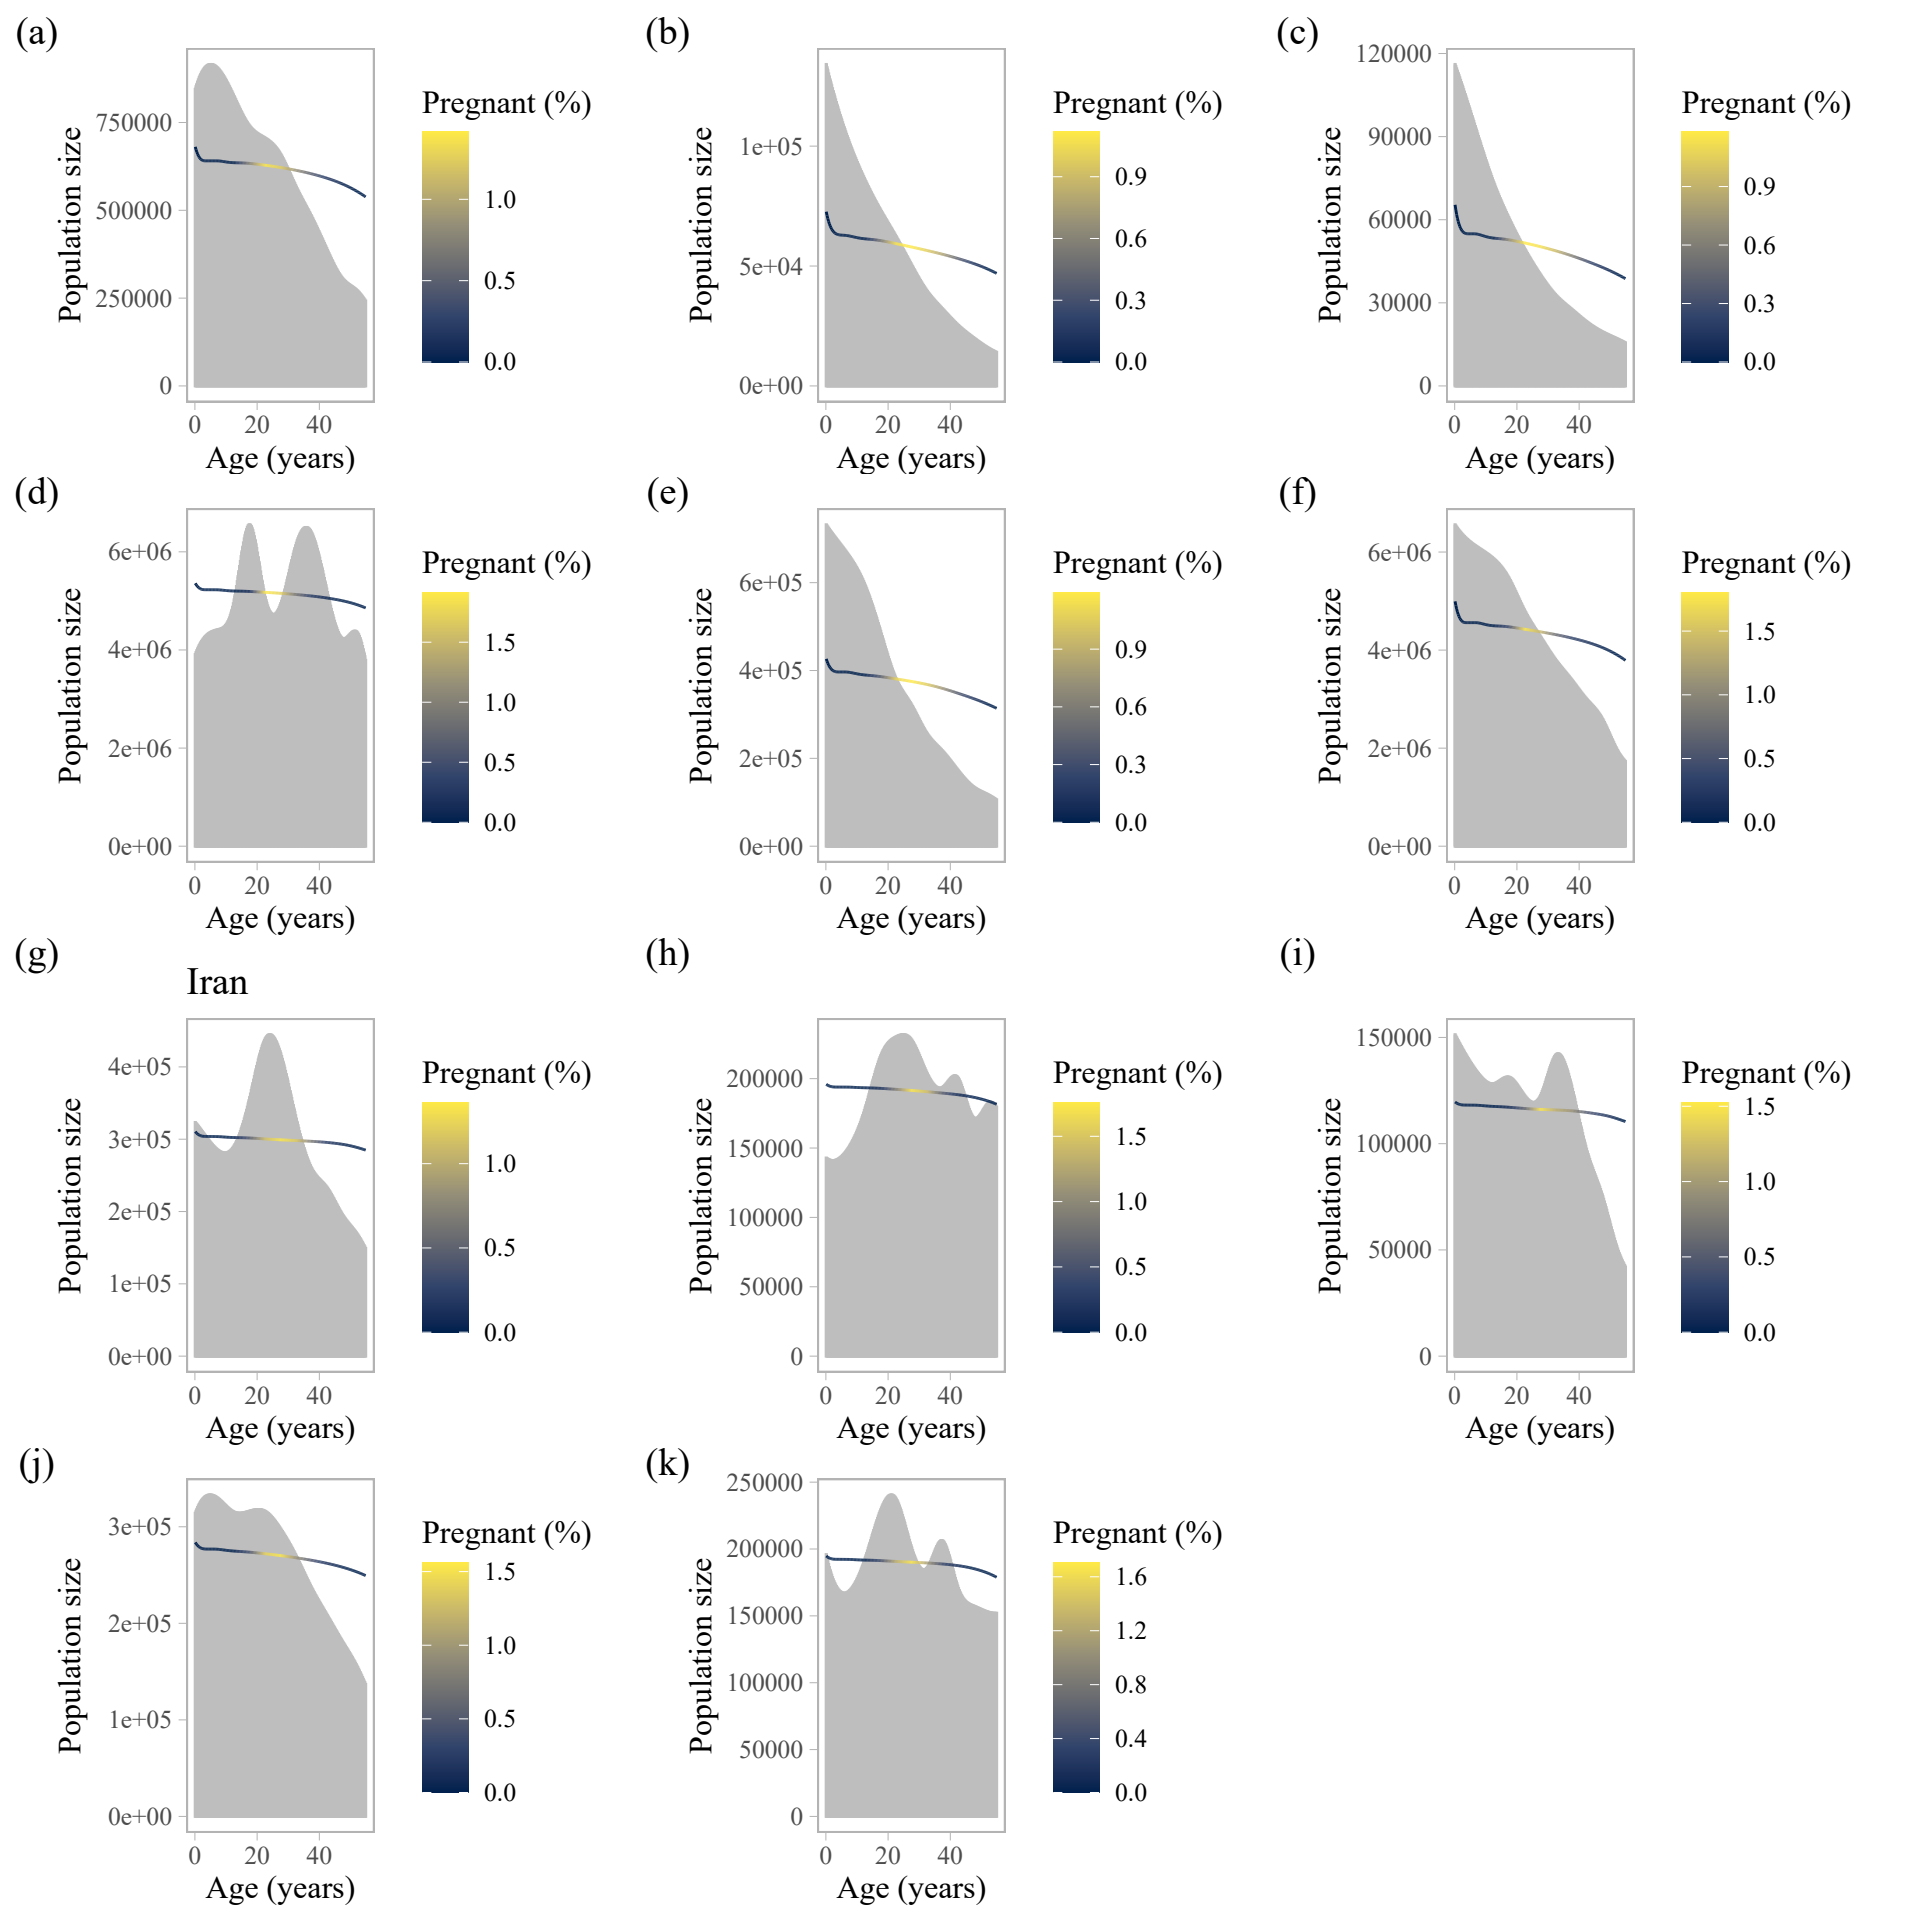 (a)
Population size
750000
500000
250000
0
0 20 40
Age (years)
Pregnant (%)
1.0
0.5
0.0
(b)
Population size
1e+05
5e+04
0e+00
0 20 40
Age (years)
Pregnant (%)
0.9
0.6
0.3
0.0
(c)
Population size
120000
90000
60000
30000
0
0 20 40
Age (years)
Pregnant (%)
0.9
0.6
0.3
0.0
(d)
Population size
6e+06
4e+06
2e+06
0e+00
0 20 40
Age (years)
Pregnant (%)
1.5
1.0
0.5
0.0
(e)
Population size
6e+05
4e+05
2e+05
0e+00
0 20 40
Age (years)
Pregnant (%)
0.9
0.6
0.3
0.0
(f)
Population size
6e+06
4e+06
2e+06
0e+00
0 20 40
Age (years)
Pregnant (%)
1.5
1.0
0.5
0.0
(g)
Iran
Population size
4e+05
3e+05
2e+05
1e+05
0e+00
0 20 40
Age (years)
Pregnant (%)
1.0
0.5
0.0
(h)
Population size
200000
150000
100000
50000
0
0 20 40
Age (years)
Pregnant (%)
1.5
1.0
0.5
0.0
(i)
Population size
150000
100000
50000
0
0 20 40
Age (years)
Pregnant (%)
1.5
1.0
0.5
0.0
(j)
Population size
3e+05
2e+05
1e+05
0e+00
0 20 40
Age (years)
Pregnant (%)
1.5
1.0
0.5
0.0
(k)
Population size
250000
200000
150000
100000
50000
0
0 20 40
Age (years)
Pregnant (%)
1.6
1.2
0.8
0.4
0.0